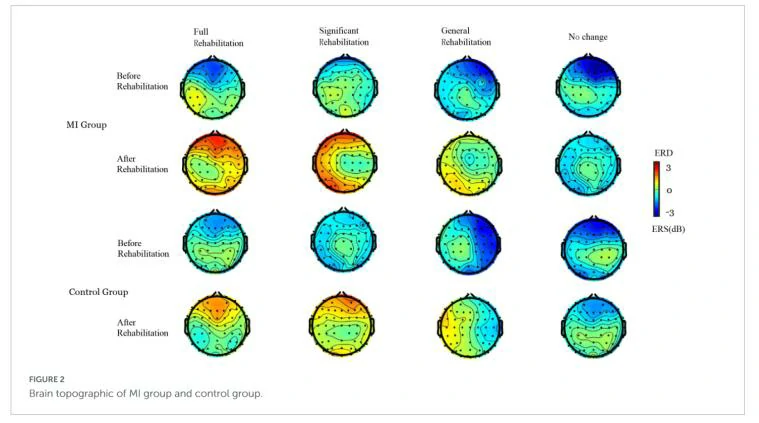 Full
Rehabilitation
Significant
Rehabilitation
General
Rehabilitation
No change
Before
Rehabilitation
MI Group
After
Rehabilitation
ERD
3
0
-3
ERS(dB)
Before
Rehabilitation
Control Group
After
Rehabilitation
FIGURE 2
Brain topographic of MI group and control group.